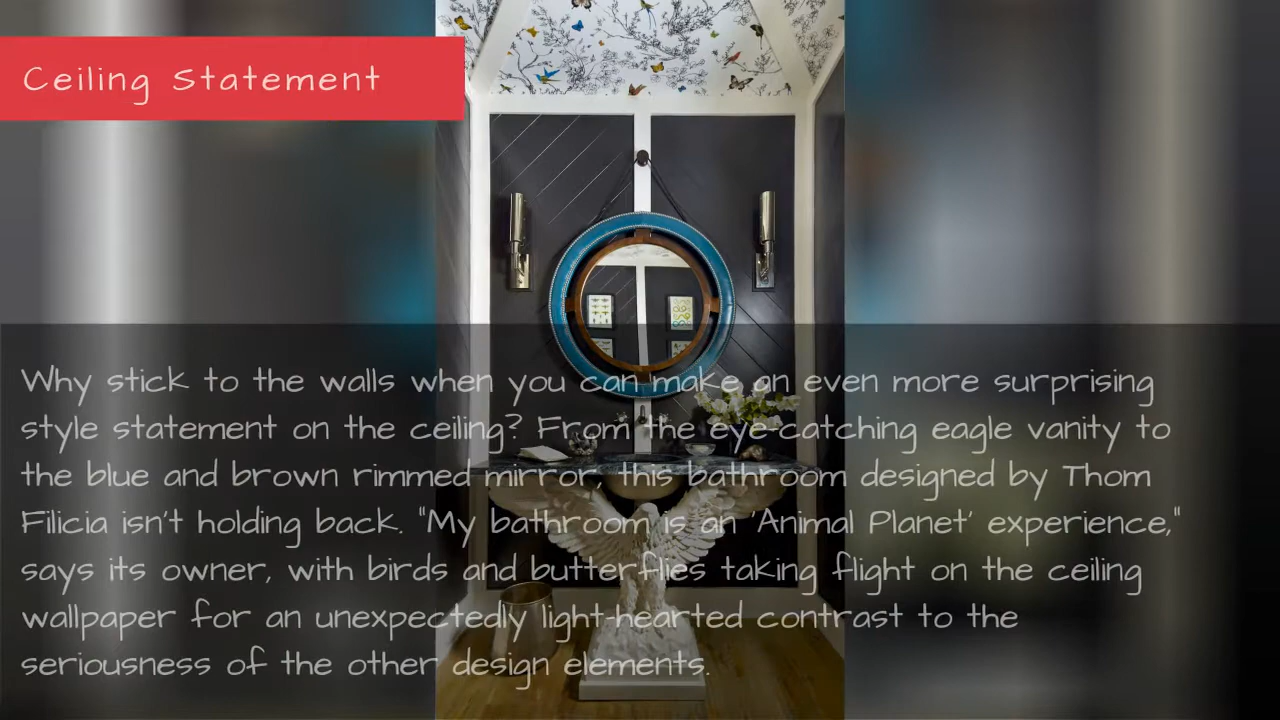 Ceiling Statement
Why stick to the walls when you can make an even more surprising
style statement on the ceiling? From the eye-catching eagle vanity to
the blue and brown rimmed mirror, this bathroom designed by Thom
Filicia isn't holding back. "My bathroom is an 'Animal Planet' experience,"
says its owner, with birds and butterflies taking flight on the ceiling
wallpaper for an unexpectedly light-hearted contrast to the
seriousness of the other design elements.